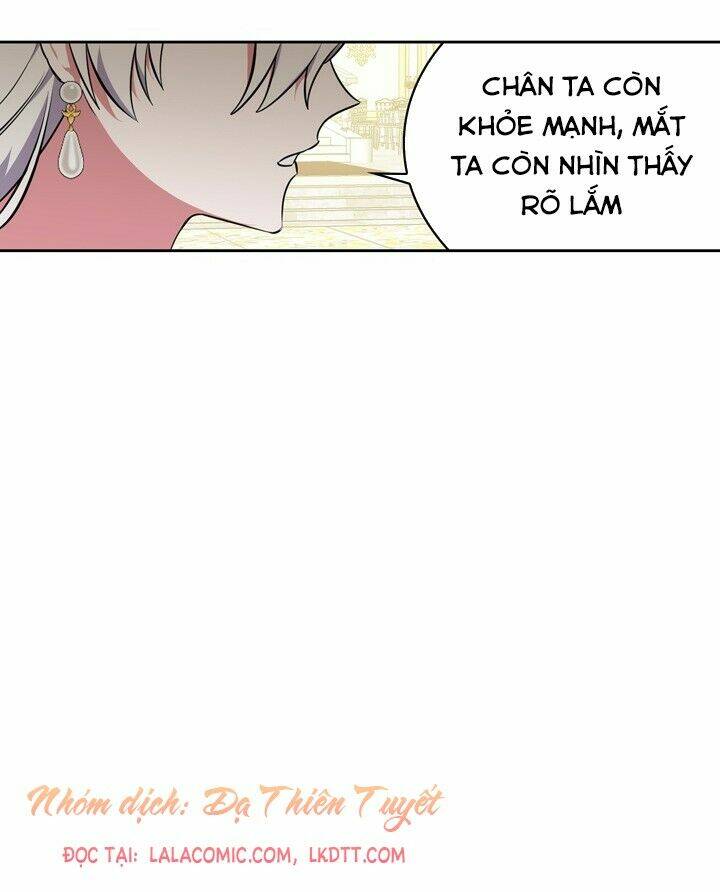 CHÂN TA CÒN
KHỎE MẠNH, MẮT
TA CÒN NHÌN THẤY
RÕ LẮM
Nhóm dịch: Dạ Thiên Tuyết
ĐỌC TẠI: LALACOMIC.COM, LKDTT.COM